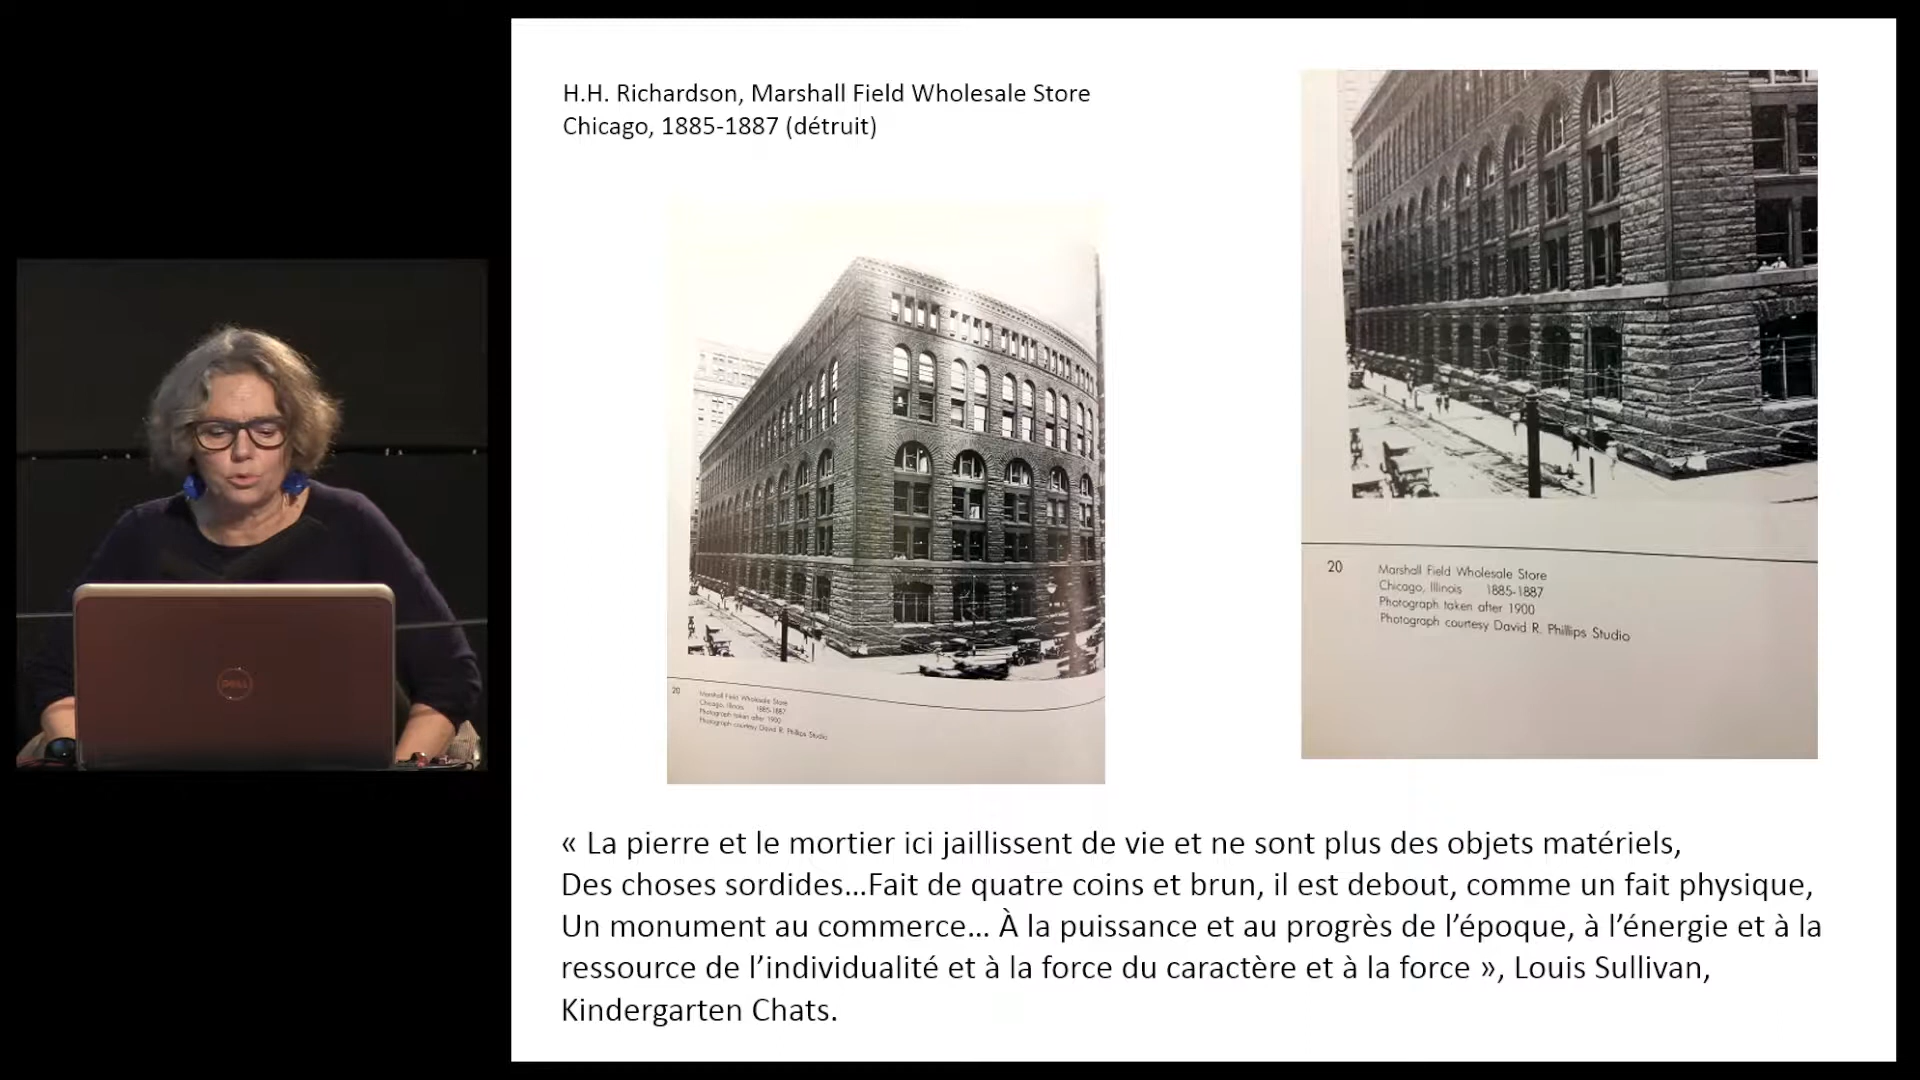 H.H. Richardson, Marshall Field Wholesale Store
Chicago, 1885-1887 (détruit)
20
Marshall Field Wholesale Store
Chicago, Illinois 1885-1887
Photograph taken after 1900
Photograph courtesy David R. Phillips Studio
20
Marshall Field Wholesale Store
Chicago, Illinois 1885-1887
Photograph taken after 1900
Photograph courtesy David R. Phillips Studio
DELL
« La pierre et le mortier ici jaillissent de vie et ne sont plus des objets matériels,
Des choses sordides…Fait de quatre coins et brun, il est debout, comme un fait physique,
Un monument au commerce… À la puissance et au progrès de l’époque, à l’énergie et à la
ressource de l’individualité et à la force du caractère et à la force », Louis Sullivan,
Kindergarten Chats.